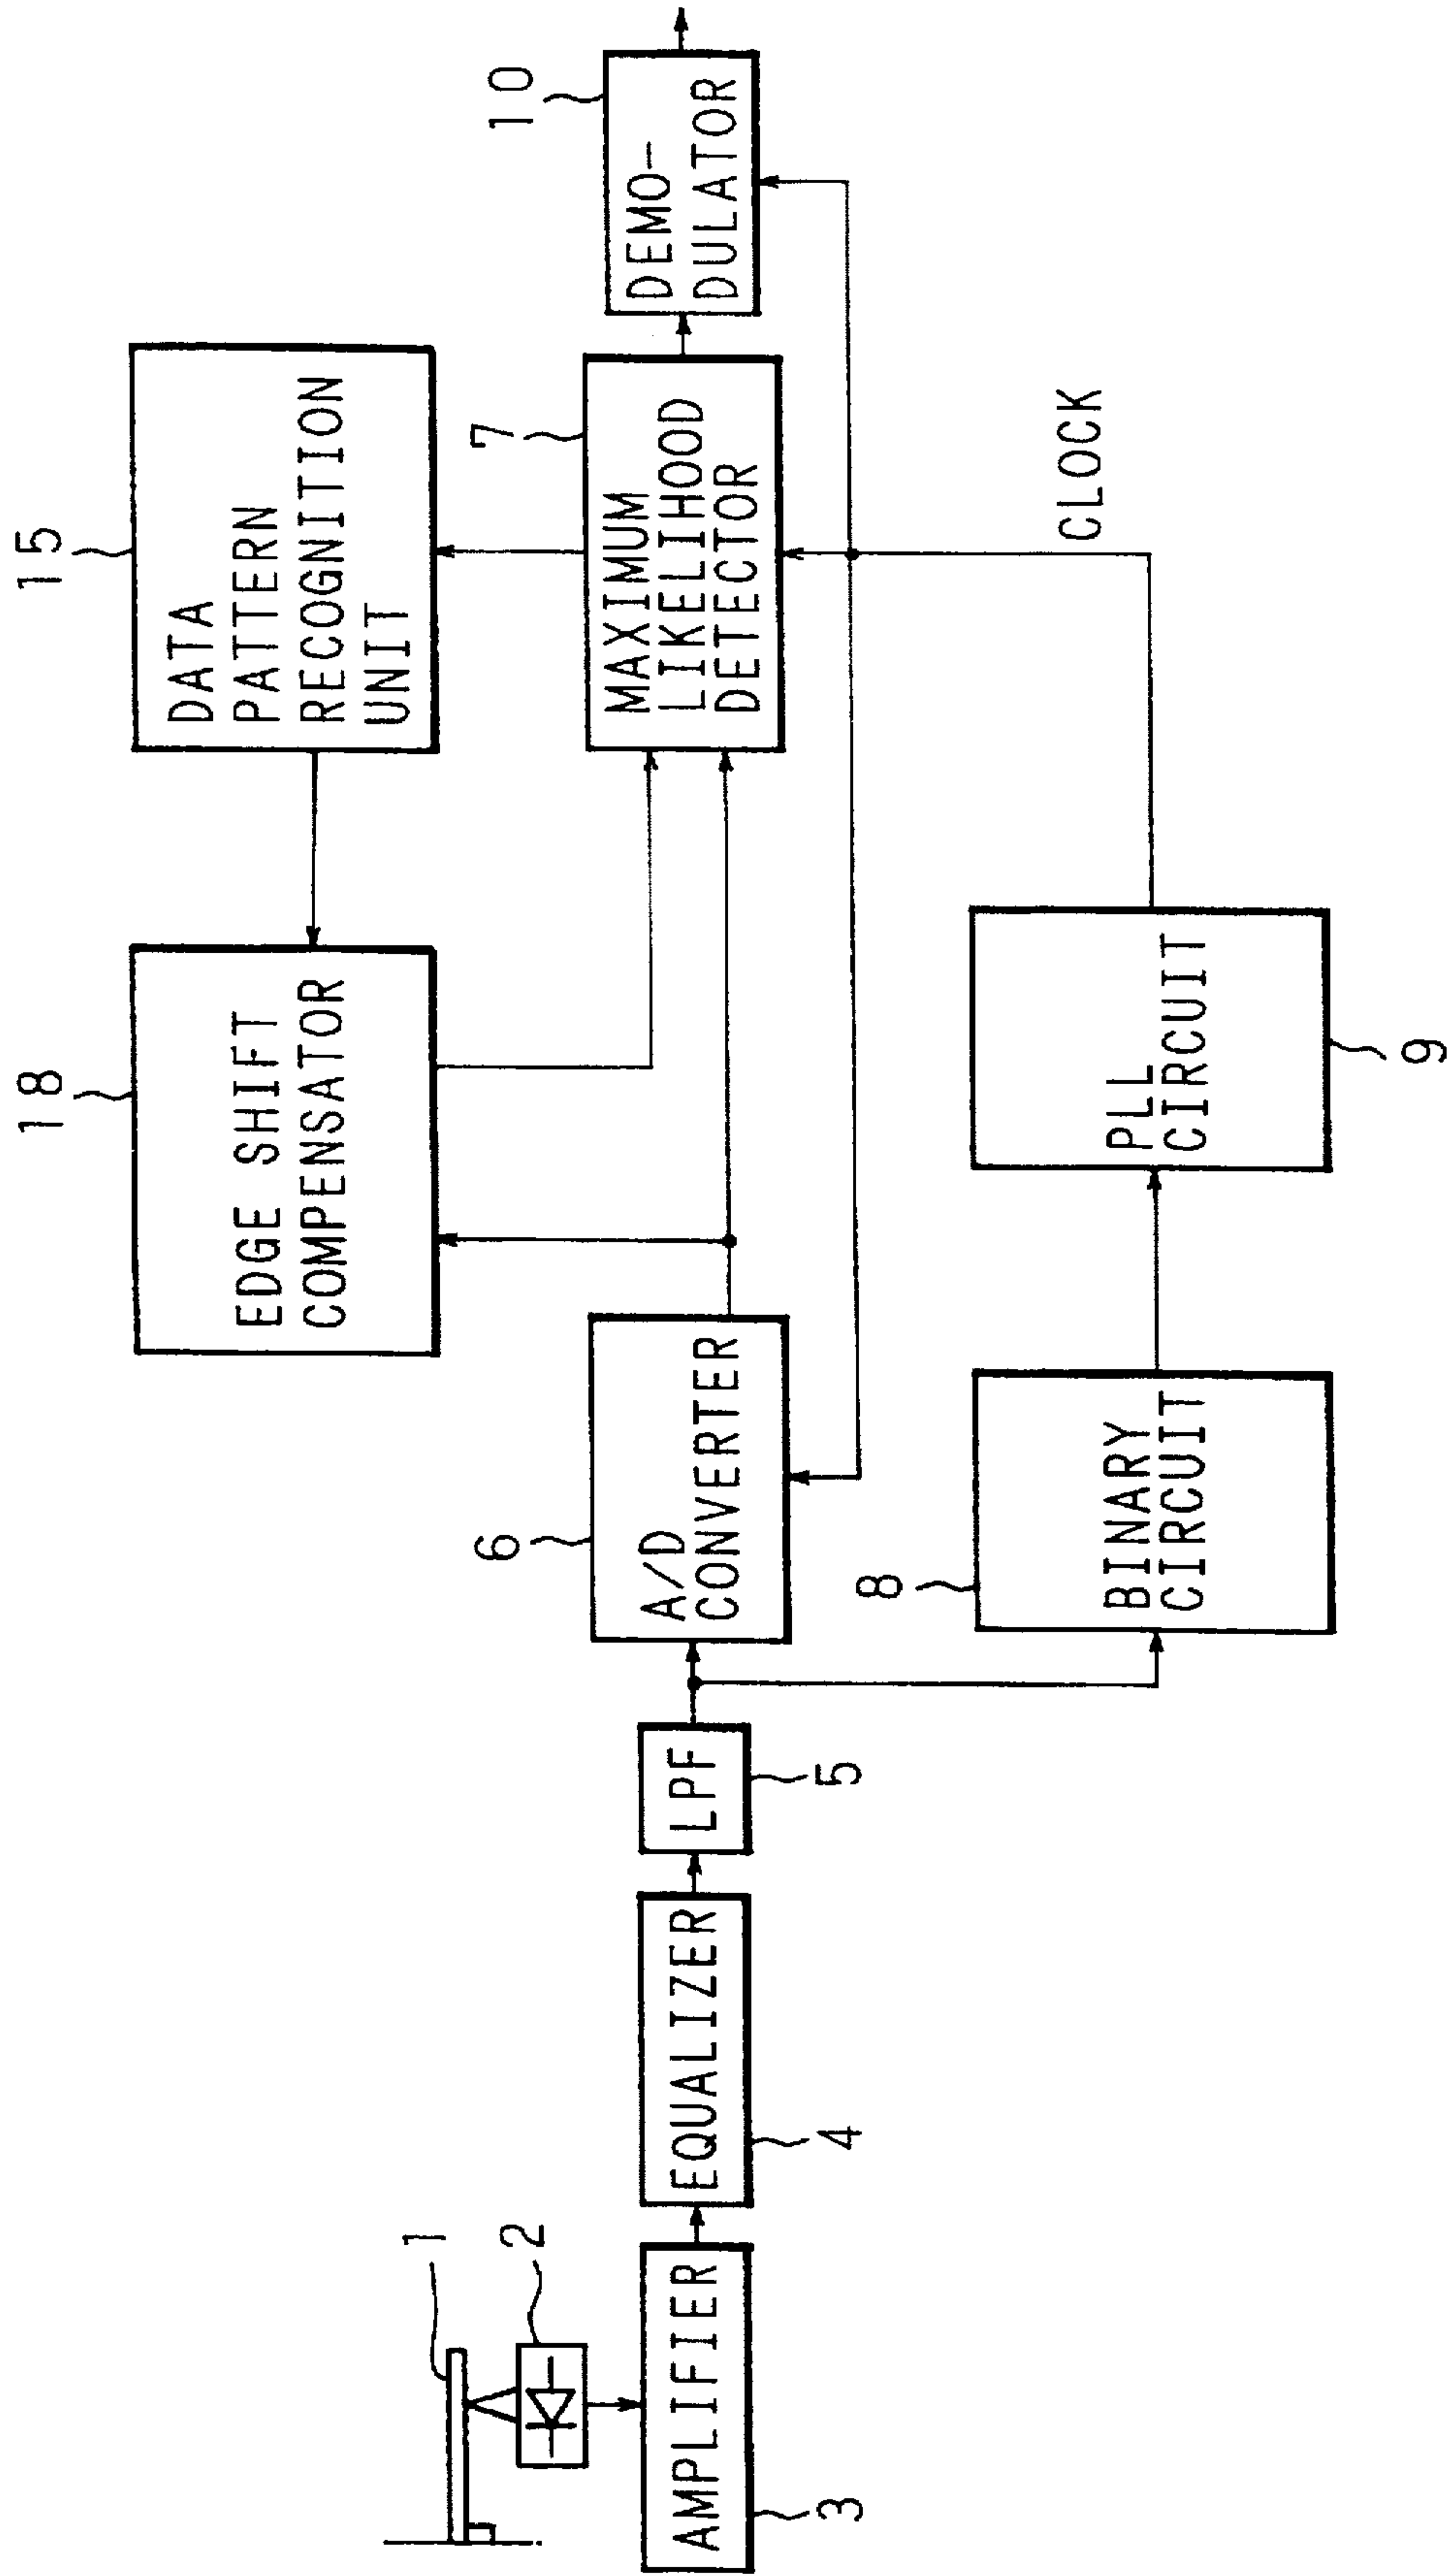 15
DATA
PATTERN
RECOGNITION
UNIT
18
EDGE SHIFT
COMPENSATOR
10
DEMO-
DULATOR
7
MAXIMUM
LIKELIHOOD
DETECTOR
6
A/D
CONVERTER
CLOCK
1
2
AMPLIFIER
3
EQUALIZER
4
LPF
5
8
BINARY
CIRCUIT
PLL
CIRCUIT
9